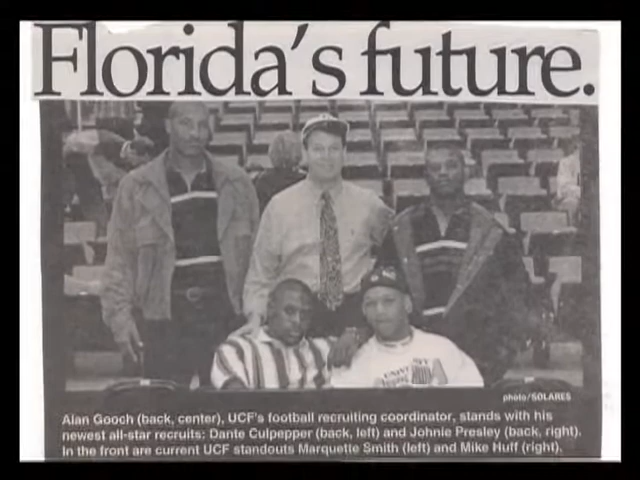 Florida's future.
UNIVERSITY
photo/SOLARES
Alan Gooch (back, center), UCF's football recruiting coordinator, stands with his
newest all-star recruits: Dante Culpepper (back, left) and Johnie Presley (back, right).
In the front are current UCF standouts Marquette Smith (left) and Mike Huff (right).